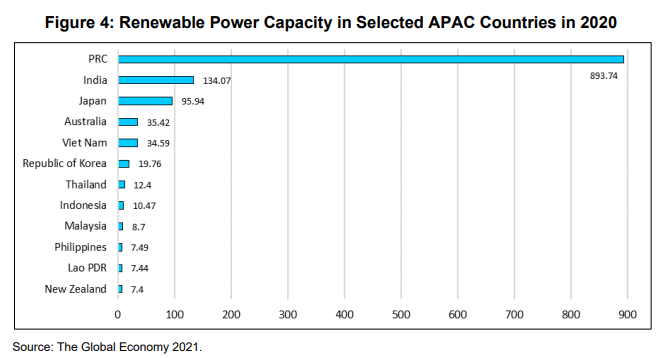 Figure 4: Renewable Power Capacity in Selected APAC Countries in 2020
PRC 893.74
India 134.07
Japan 95.94
Australia 35.42
Viet Nam 34.59
Republic of Korea 19.76
Thailand 12.4
Indonesia 10.47
Malaysia 8.7
Philippines 7.49
Lao PDR 7.44
New Zealand 7.4
0 100 200 300 400 500 600 700 800 900
Source: The Global Economy 2021.